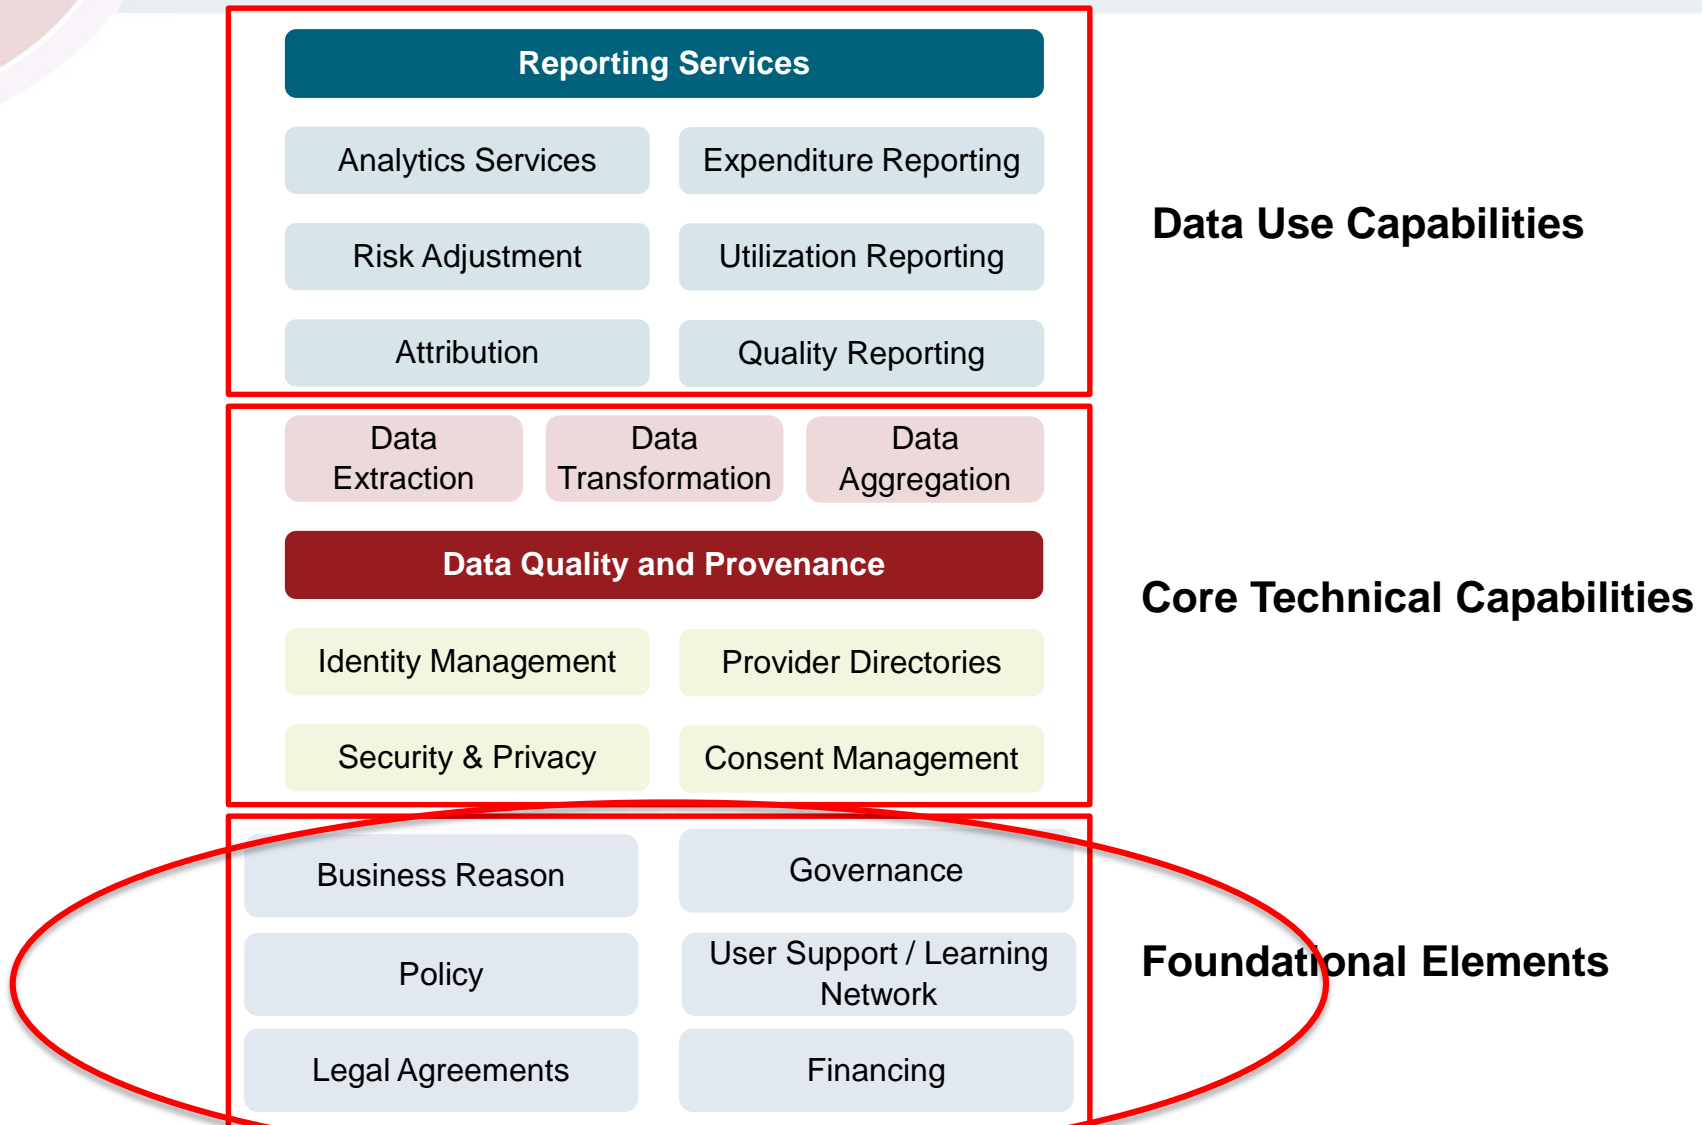 Reporting Services
Analytics Services
Expenditure Reporting
Risk Adjustment
Utilization Reporting
Attribution
Quality Reporting
Data Use Capabilities
Data
Extraction
Data
Transformation
Data
Aggregation
Data Quality and Provenance
Identity Management
Provider Directories
Security & Privacy
Consent Management
Core Technical Capabilities
Business Reason
Governance
Policy
User Support / Learning
Network
Legal Agreements
Financing
Foundational Elements